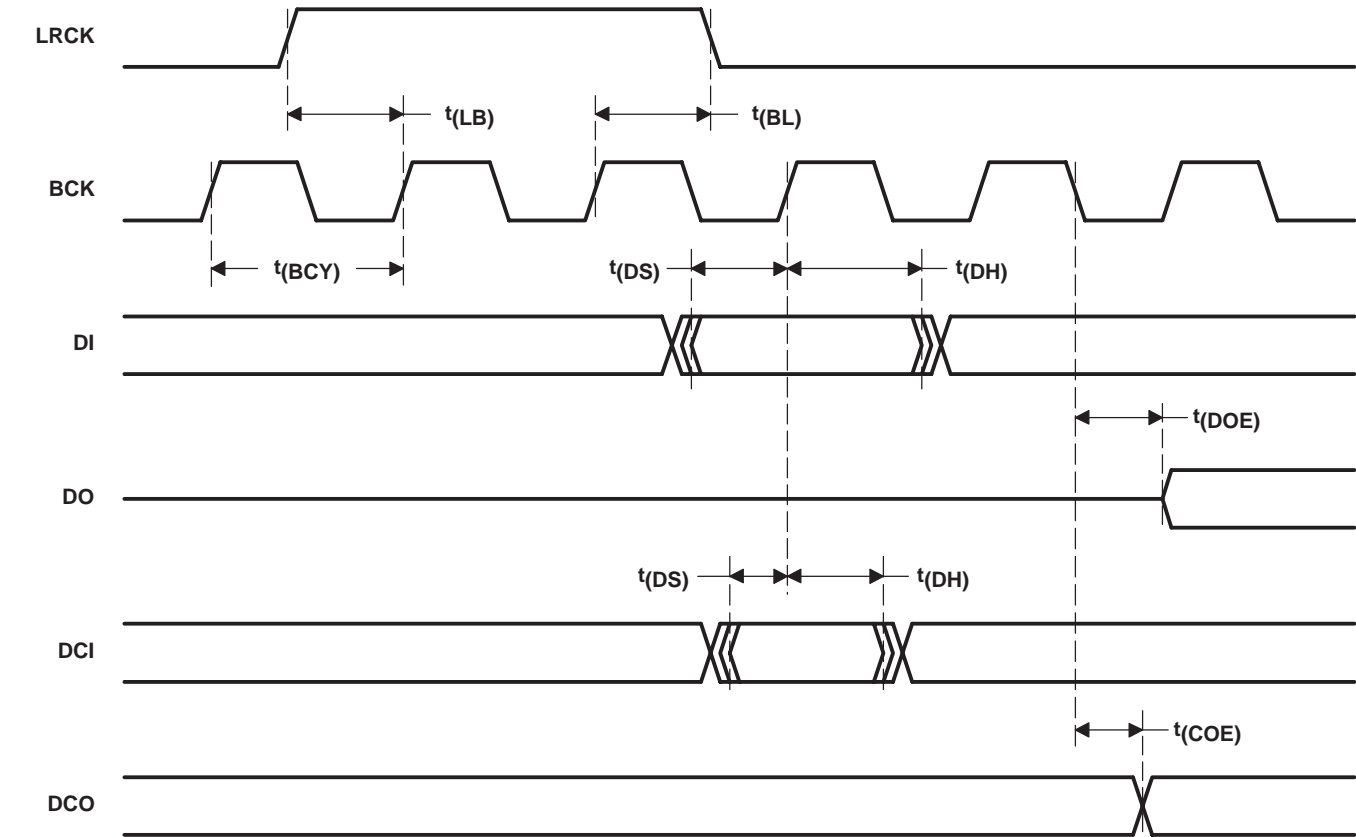 LRCK
t(LB)
t(BL)
BCK
t(BCY)
t(DS)
t(DH)
DI
t(DOE)
DO
t(DS)
t(DH)
DCI
t(COE)
DCO